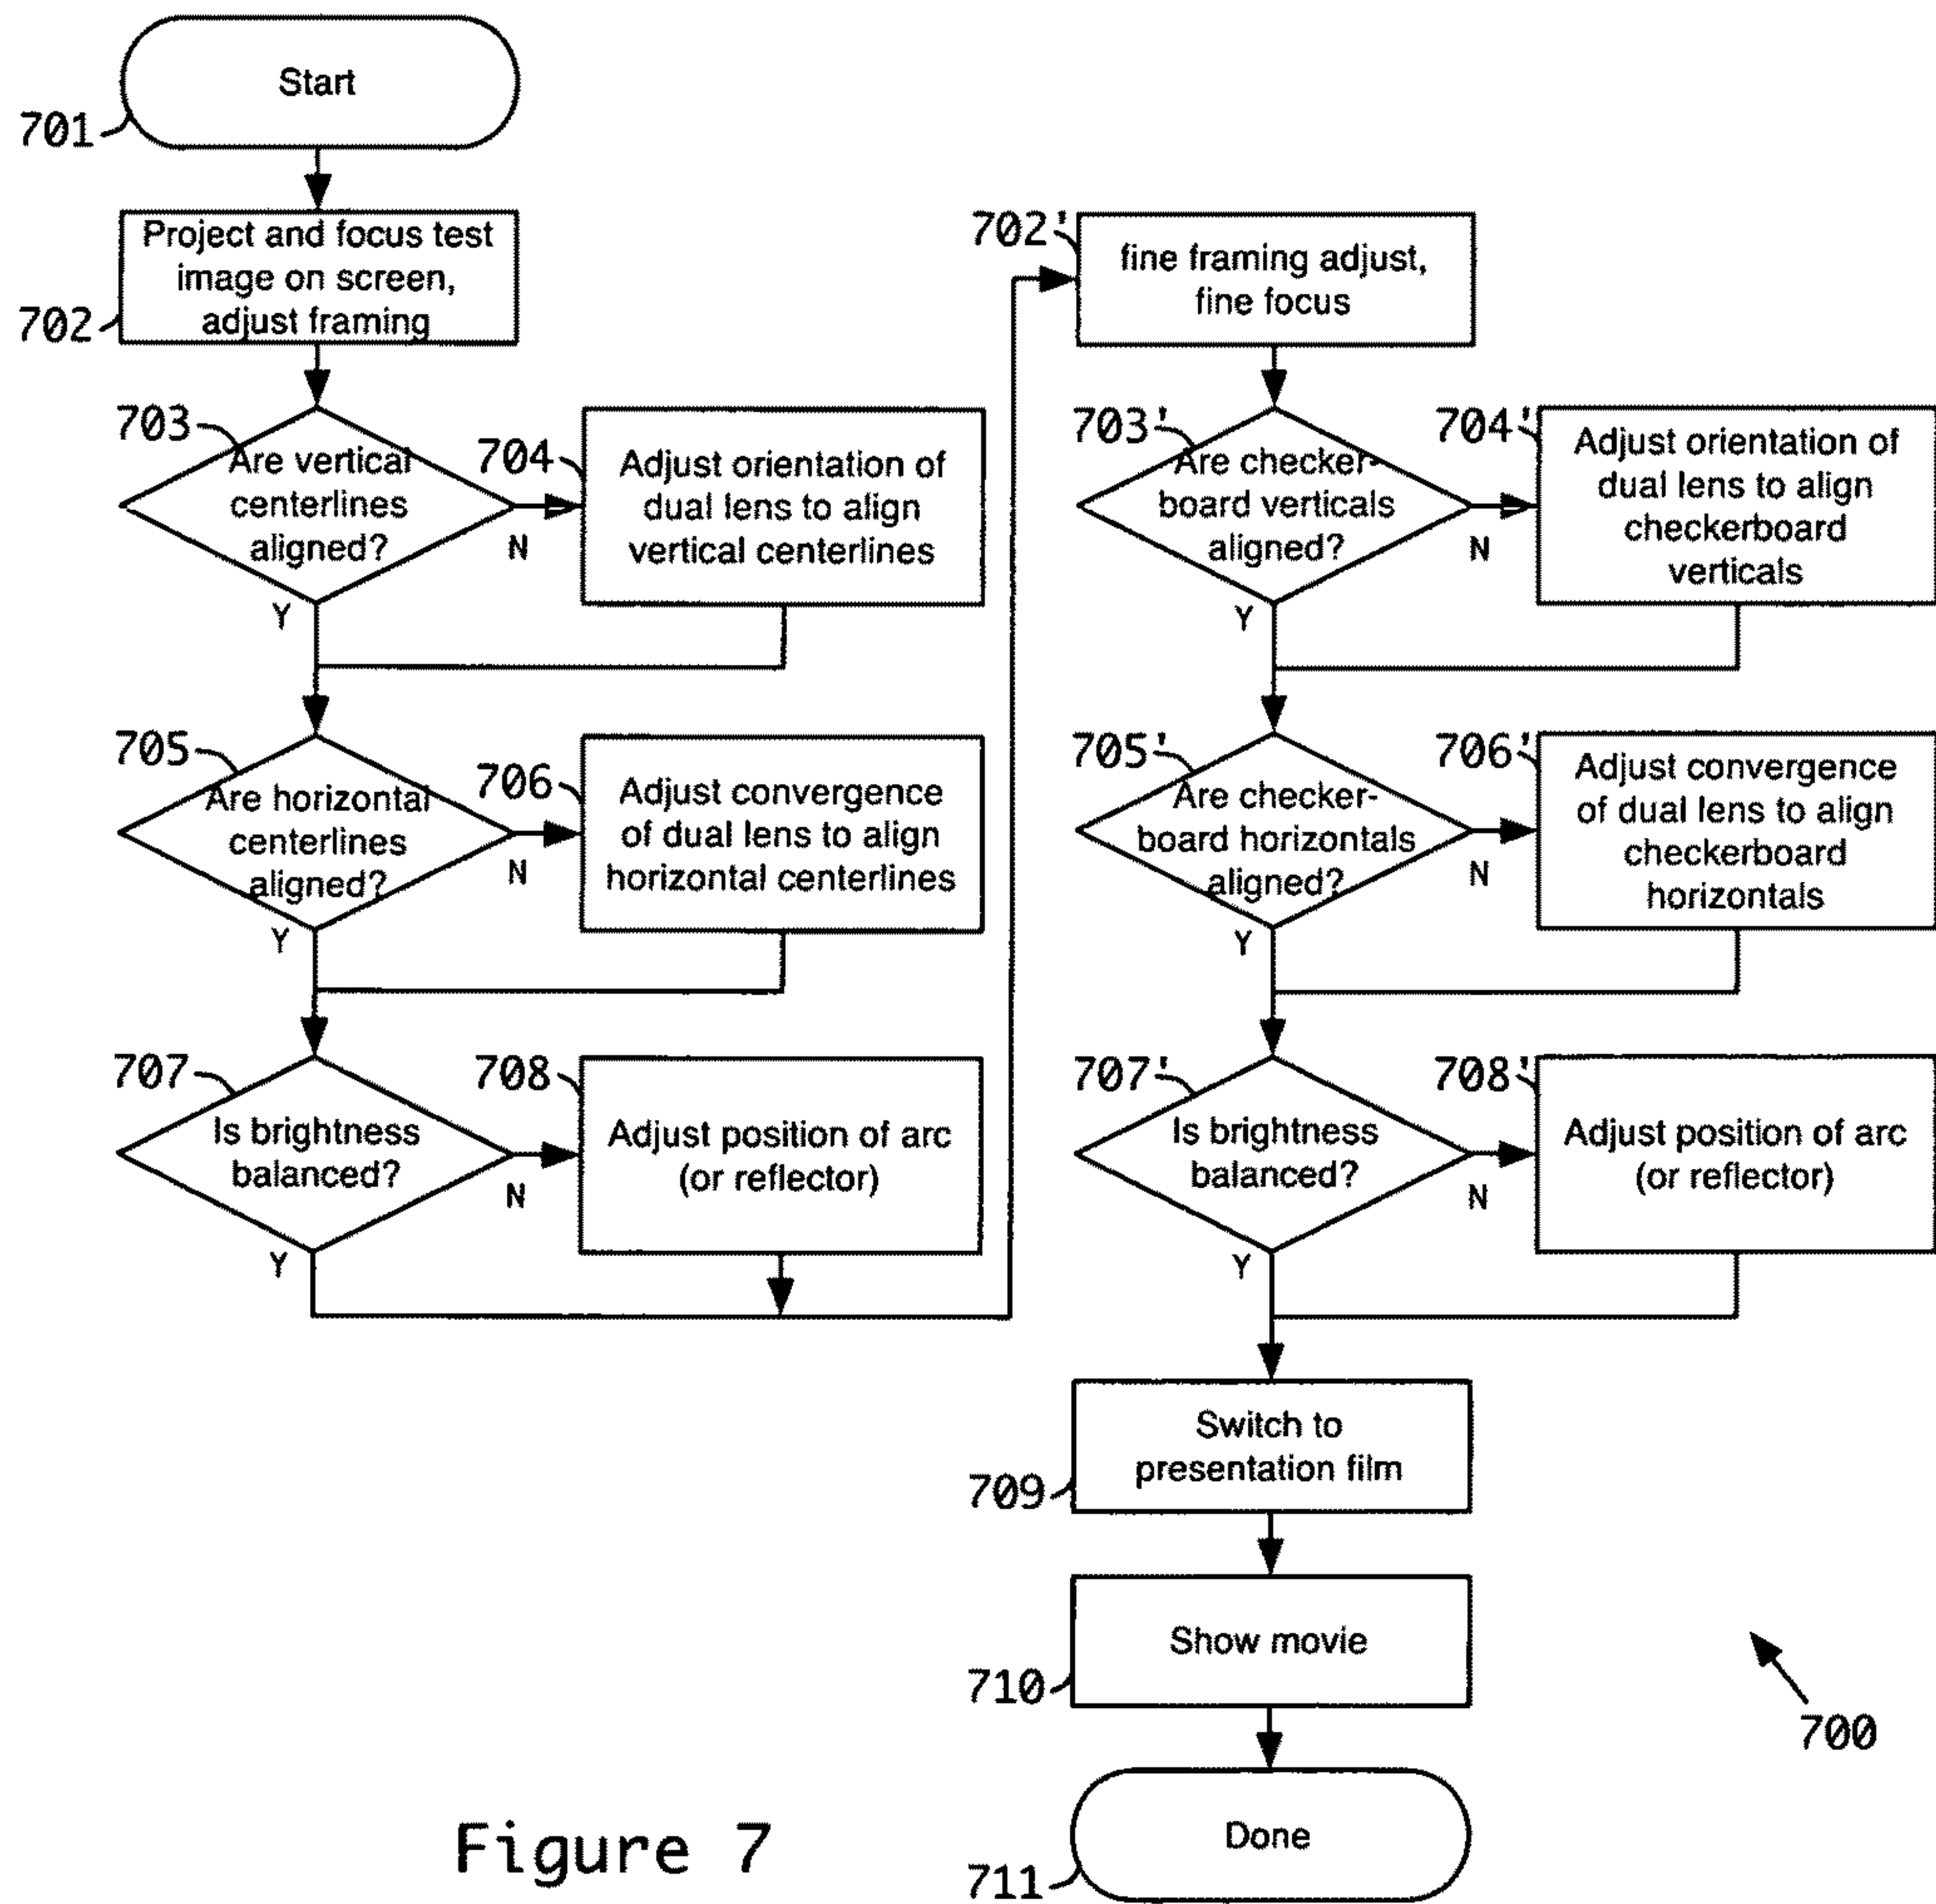 Start
701
Project and focus test
image on screen,
adjust framing
702
703
Are vertical
centerlines
aligned?
N
Y
704
Adjust orientation of
dual lens to align
vertical centerlines
705
Are horizontal
centerlines
aligned?
N
Y
706
Adjust convergence
of dual lens to align
horizontal centerlines
707
Is brightness
balanced?
N
Y
708
Adjust position of arc
(or reflector)
702'
fine framing adjust,
fine focus
703'
Are checker-
board verticals
aligned?
N
Y
704'
Adjust orientation of
dual lens to align
checkerboard
verticals
705'
Are checker-
board horizontals
aligned?
N
Y
706'
Adjust convergence
of dual lens to align
checkerboard
horizontals
707'
Is brightness
balanced?
N
Y
708'
Adjust position of arc
(or reflector)
Switch to
presentation film
709
Show movie
710
Done
711
700
Figure 7